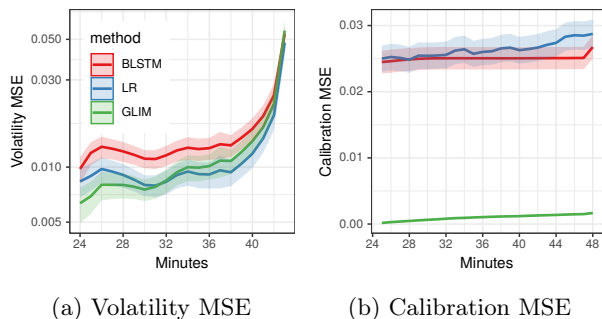 method
BLSTM
LR
GLIM
Volatility MSE
0.050
0.030
0.010
0.005
24 28 32 36 40
Minutes
(a) Volatility MSE
Calibration MSE
0.03
0.02
0.01
0.00
24 28 32 36 40 44 48
Minutes
(b) Calibration MSE